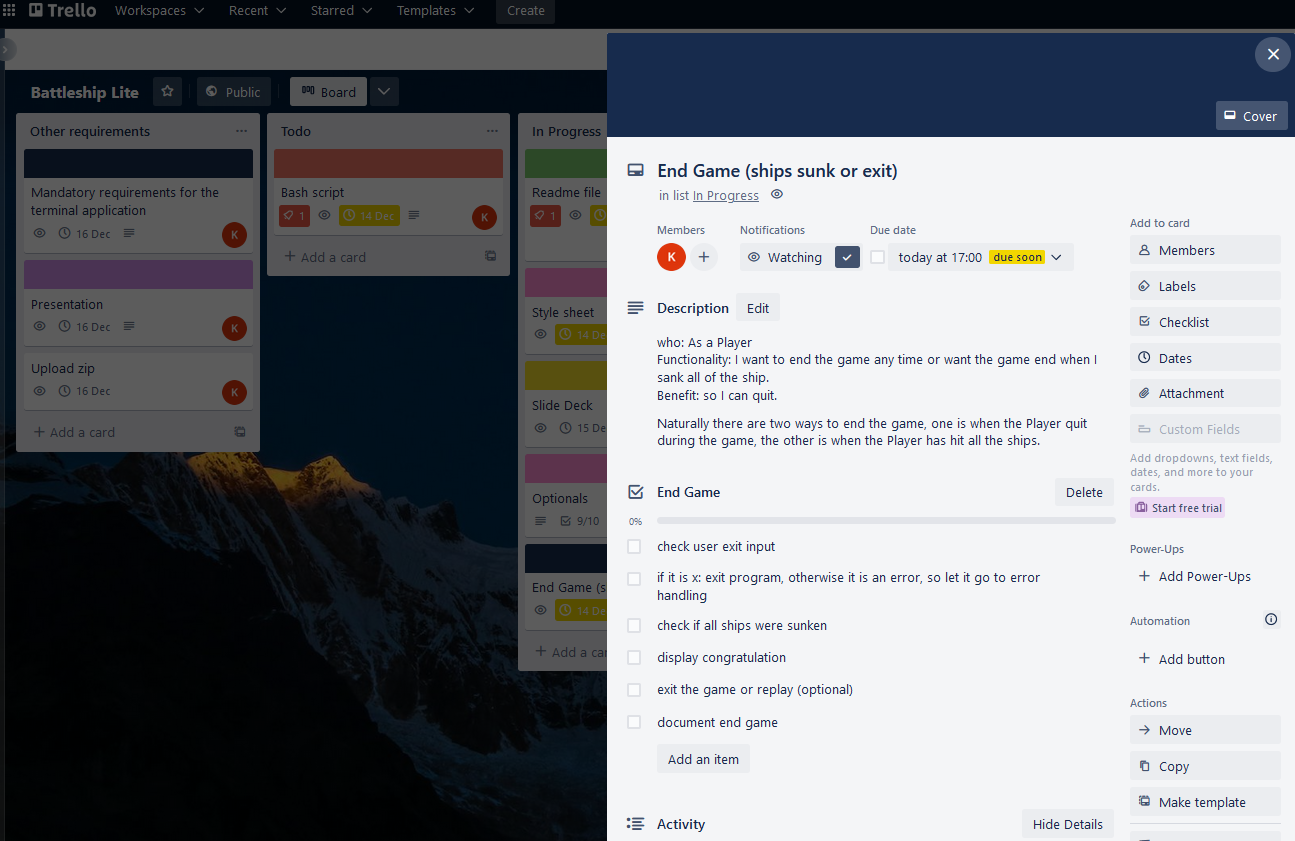 Trello
Workspaces
Recent
Starred
Templates
Create
Battleship Lite
Public
Board
Other requirements
Mandatory requirements for the
terminal application
16 Dec
K
Presentation
16 Dec
K
Upload zip
16 Dec
K
+ Add a card
Todo
Bash script
1
14 Dec
K
+ Add a card
In Progress
Readme file
1
Style sheet
14 De
Slide Deck
15 De
Optionals
9/10
End Game (s
14 De
+ Add a car
Cover
End Game (ships sunk or exit)
in list In Progress
Members
K
+
Notifications
Watching
Due date
today at 17:00
due soon
Description
Edit
who: As a Player
Functionality: I want to end the game any time or want the game end when I
sank all of the ship.
Benefit: so I can quit.
Naturally there are two ways to end the game, one is when the Player quit
during the game, the other is when the Player has hit all the ships.
End Game
Delete
0%
check user exit input
if it is x: exit program, otherwise it is an error, so let it go to error
handling
check if all ships were sunken
display congratulation
exit the game or replay (optional)
document end game
Add an item
Activity
Hide Details
Add to card
Members
Labels
Checklist
Dates
Attachment
Custom Fields
Add dropdowns, text fields,
dates, and more to your
cards.
Start free trial
Power-Ups
+ Add Power-Ups
Automation
+ Add button
Actions
Move
Copy
Make template